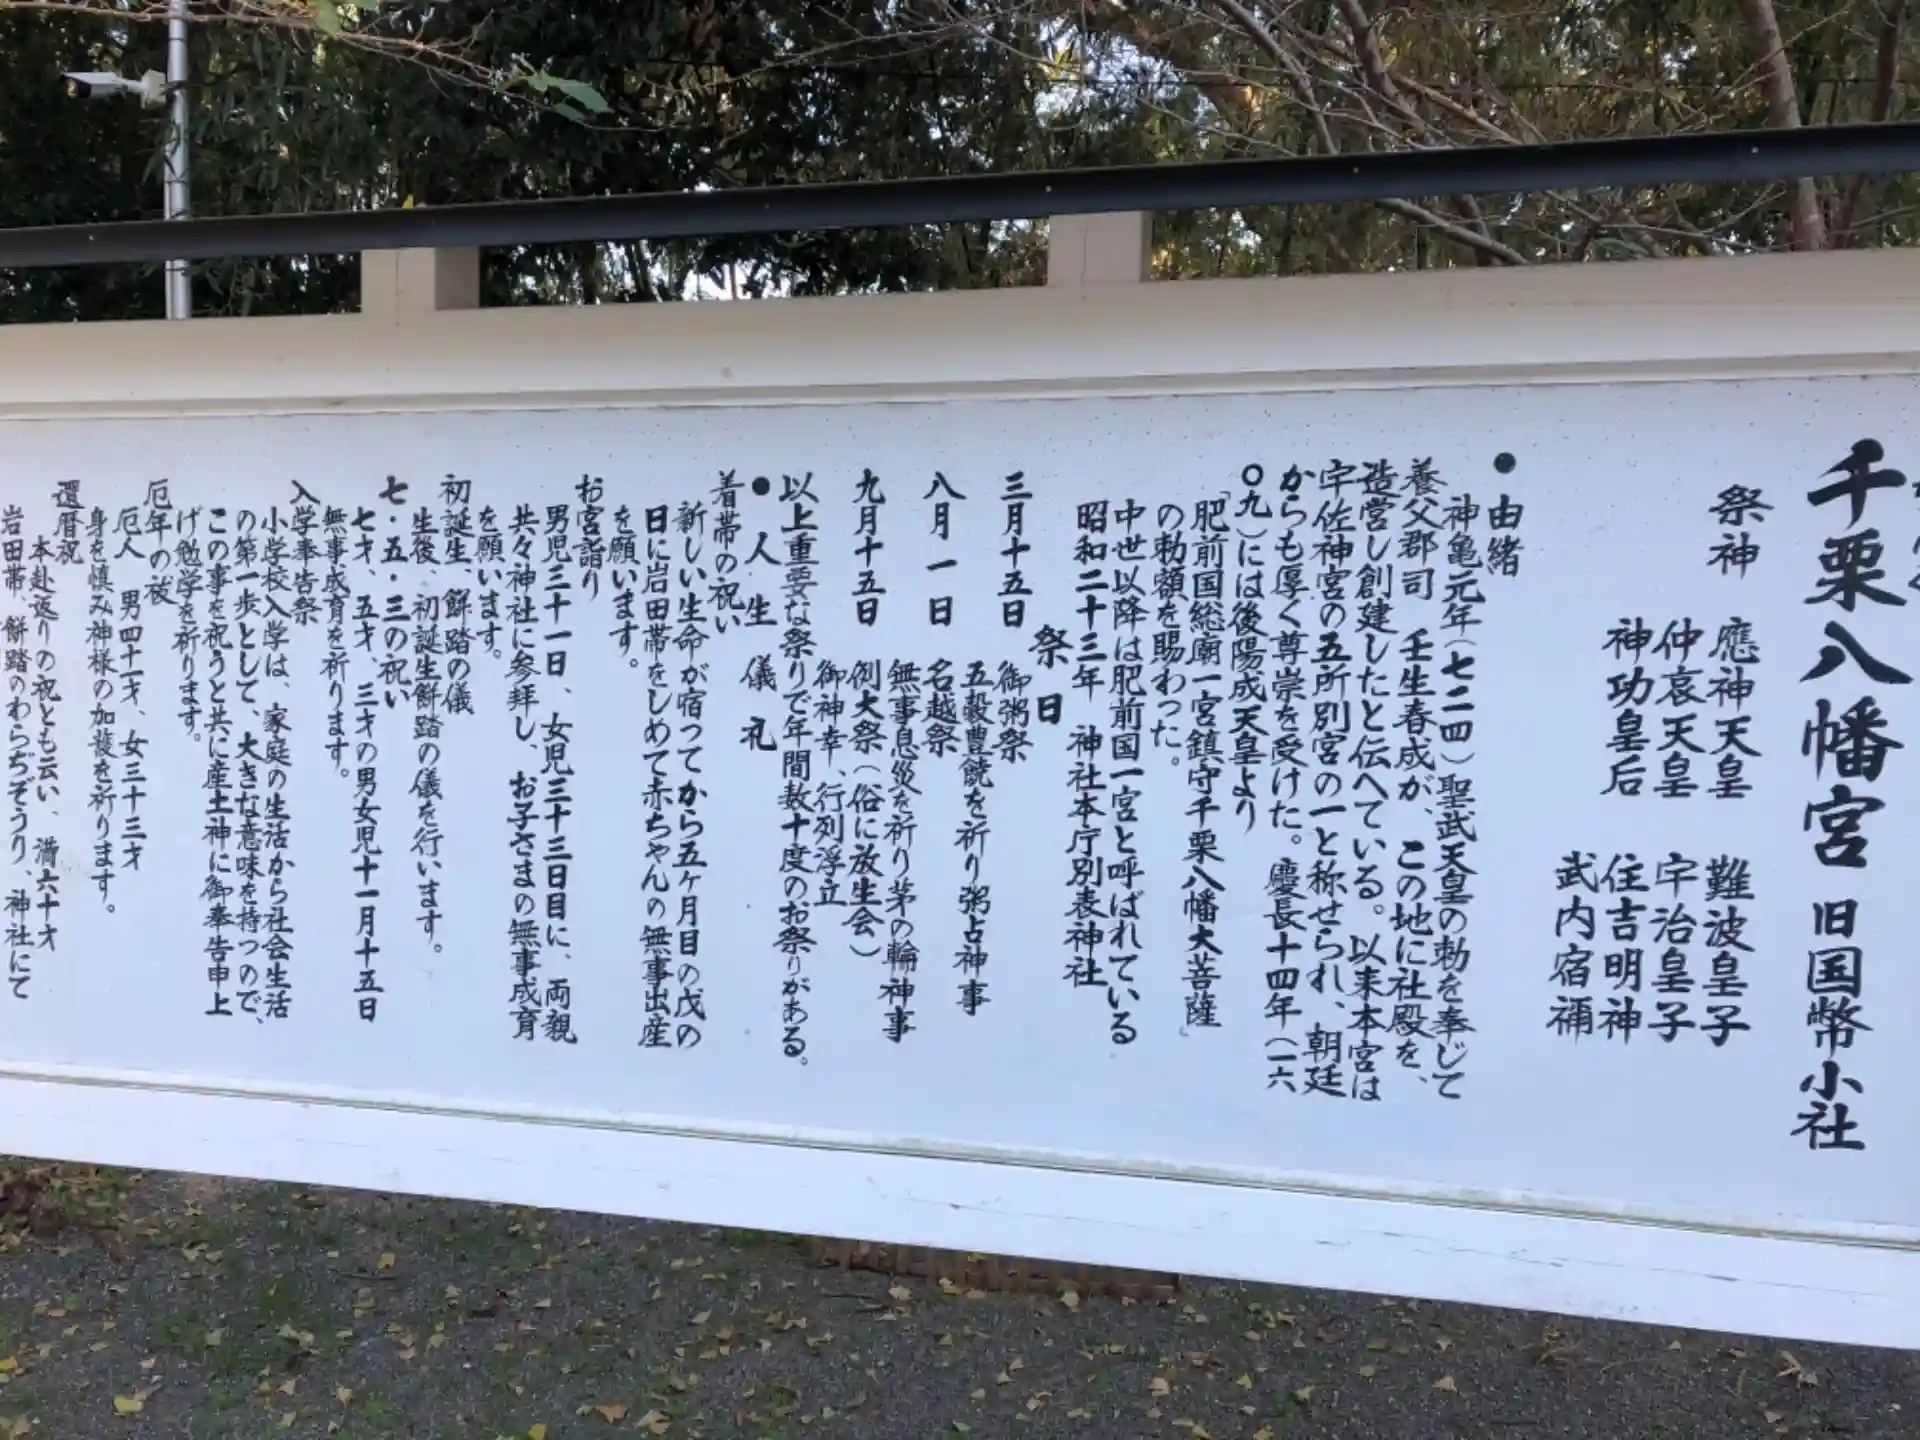 千栗八幡宮 旧国幣小社
祭神 應神天皇 難波皇子
仲哀天皇 宇治皇子
神功皇后 住吉明神
武内宿禰
●由緒
神亀元年（七二四）聖武天皇の勅を奉じて
養父郡司 壬生春成が、この地に社殿を、
造営し創建したと伝へている。以来本宮は
宇佐神宮の五所別宮の一と称せられ、朝廷
からも厚く尊崇を受けた。慶長十四年（一六
〇九）には後陽成天皇より
「肥前国総廟一宮鎮守千栗八幡大菩薩」
の勅額を賜わった。
中世以降は肥前国一宮と呼ばれている
昭和二十三年 神社本庁別表神社
祭日
三月十五日 御粥祭
五穀豊饒を祈り粥占神事
八月一日 名越祭
無事息災を祈り茅の輪神事
九月十五日 例大祭（俗に放生会）
御神幸、行列浮立
以上重要な祭りで年間数十度のお祭りがある。
●人生儀礼
着帯の祝い
新しい生命が宿ってから五ヶ月目の戊の
日に岩田帯をしめて赤ちゃんの無事出産
を願います。
お宮詣り
男児三十一日、女児三十三日目に、両親
共々神社に参拝し、お子さまの無事成育
を願います。
初誕生、餅踏の儀
生後、初誕生餅踏の儀を行います。
七・五・三の祝い
七才、五才、三才の男女児十一月十五日
無事成育を祈ります。
入学奉告祭
小学校入学は、家庭の生活から社会生活
の第一歩として、大きな意味を持つので、
この事を祝うと共に産土神に御奉告申上
げ勉学を祈ります。
厄年の祓
厄人 男四十一才、女三十三才
身を慎み神様の加護を祈ります。
還暦祝
本赴返りの祝とも云い、満六十才
岩田帯、餅踏のわらぢぞうり、神社にて